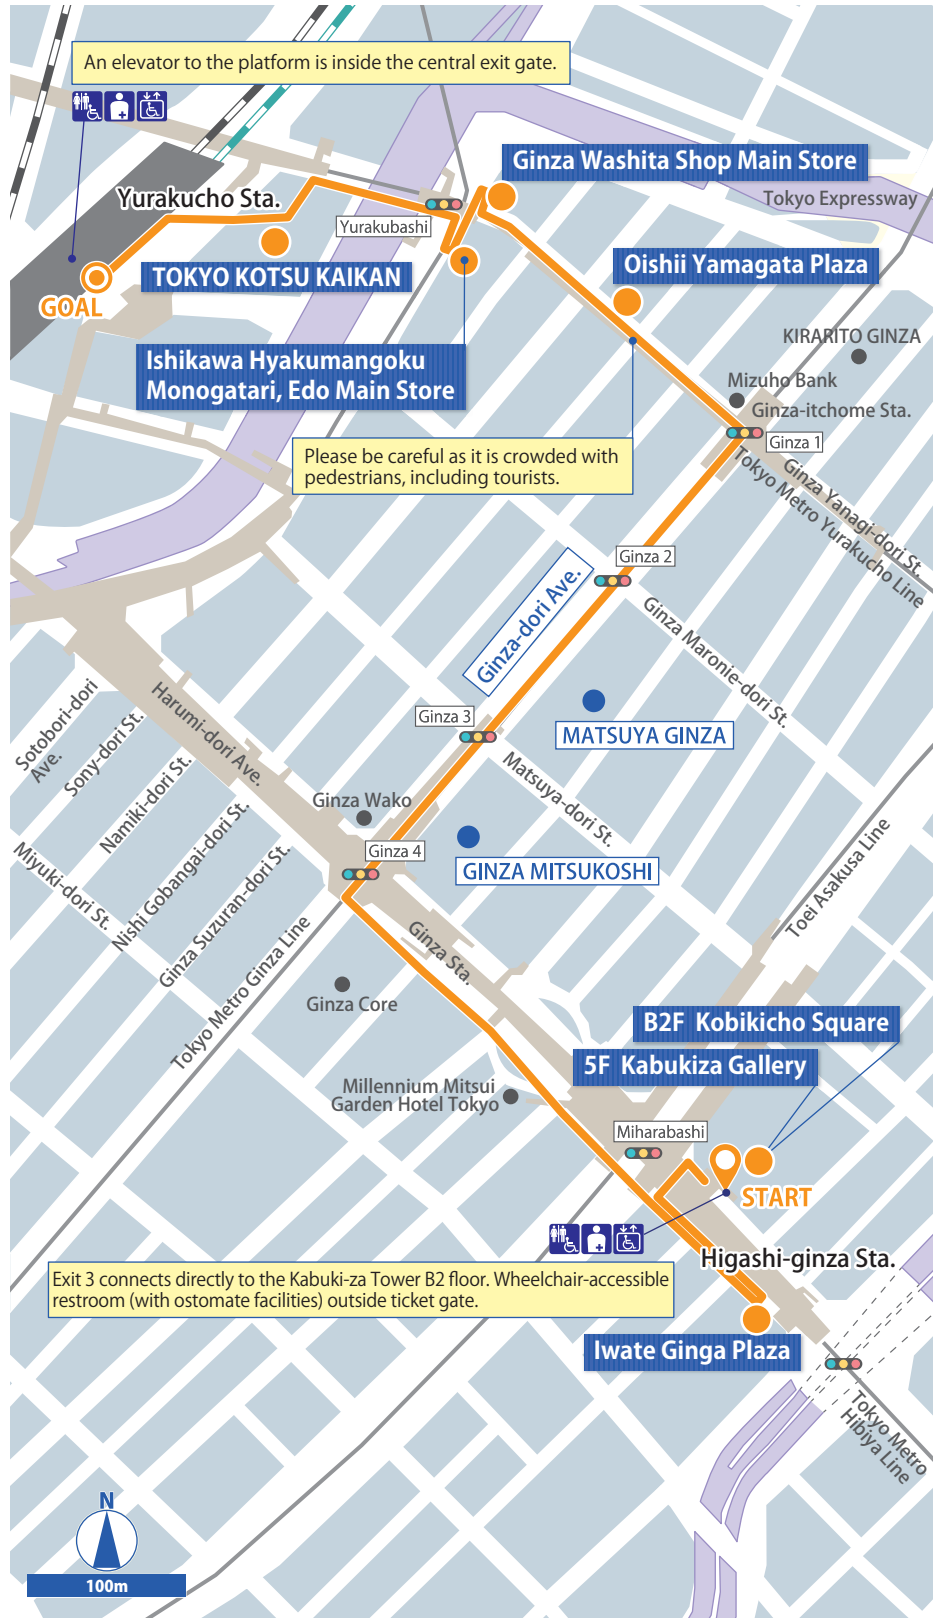 An elevator to the platform is inside the central exit gate.
Ginza Washita Shop Main Store
Yurakucho Sta.
Tokyo Expressway
Yurakubashi
TOKYO KOTSU KAIKAN
Oishii Yamagata Plaza
GOAL
KIRARITO GINZA
Ishikawa Hyakumangoku
Monogatari, Edo Main Store
Mizuho Bank
Ginza-itchome Sta.
Ginza 1
Please be careful as it is crowded with
pedestrians, including tourists.
Ginza Yanagi-dori St.
Tokyo Metro Yurakucho Line
Ginza 2
Ginza-dori Ave.
Ginza Maronie-dori St.
Sotobori-dori
Ave.
Sony-dori St.
Harumi-dori Ave.
Ginza 3
MATSUYA GINZA
Namiki-dori St.
Matsuya-dori St.
Ginza Wako
Nishi Gobangai-dori St.
Ginza 4
Miyuki-dori St.
Ginza Suzuran-dori St.
GINZA MITSUKOSHI
Toei Asakusa Line
Tokyo Metro Ginza Line
Ginza Sta.
Ginza Core
B2F Kobikicho Square
5F Kabukiza Gallery
Millennium Mitsui
Garden Hotel Tokyo
Miharabashi
START
Higashi-ginza Sta.
Exit 3 connects directly to the Kabuki-za Tower B2 floor. Wheelchair-accessible
restroom (with ostomate facilities) outside ticket gate.
Iwate Ginga Plaza
Tokyo Metro
Hibiya Line
N
100m